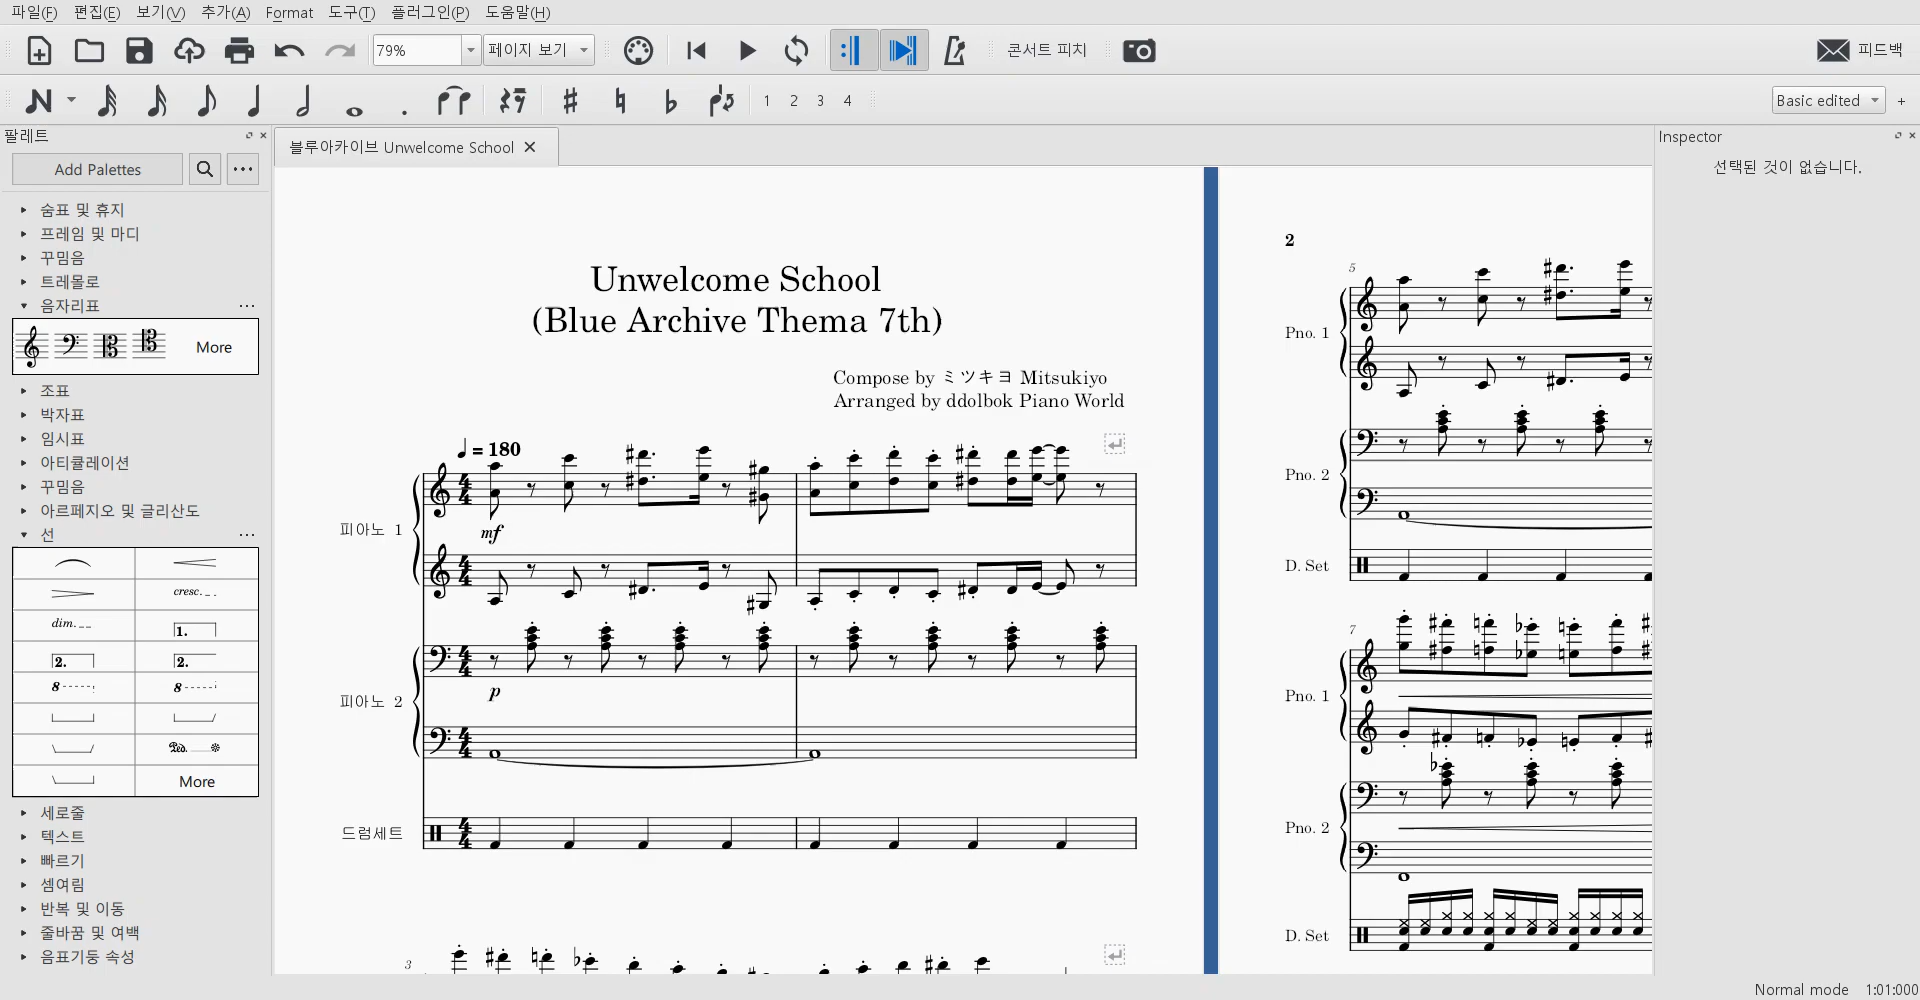 파일(F) 편집(E) 보기(V) 추가(A) Format 도구(T) 플러그인(P) 도움말(H)
79% 페이지 보기 콘서트 피치 피드백
1 2 3 4 Basic edited +
팔레트
Add Palettes
숨표 및 휴지
프레임 및 마디
꾸밈음
트레몰로
음자리표
More
조표
박자표
임시표
아티큘레이션
꾸밈음
아르페지오 및 글리산도
선
cresc.
dim.
1.
2.
2.
8
8
Ped.
More
세로줄
텍스트
빠르기
셈여림
반복 및 이동
줄바꿈 및 여백
음표기둥 속성
블루아카이브 Unwelcome School
Unwelcome School
(Blue Archive Thema 7th)
Compose by ミツキヨ Mitsukiyo
Arranged by ddolbok Piano World
= 180
피아노 1
mf
피아노 2
p
드럼세트
3
2
5
Pno. 1
Pno. 2
D. Set
7
Pno. 1
Pno. 2
D. Set
Inspector
선택된 것이 없습니다.
Normal mode 1:01:000